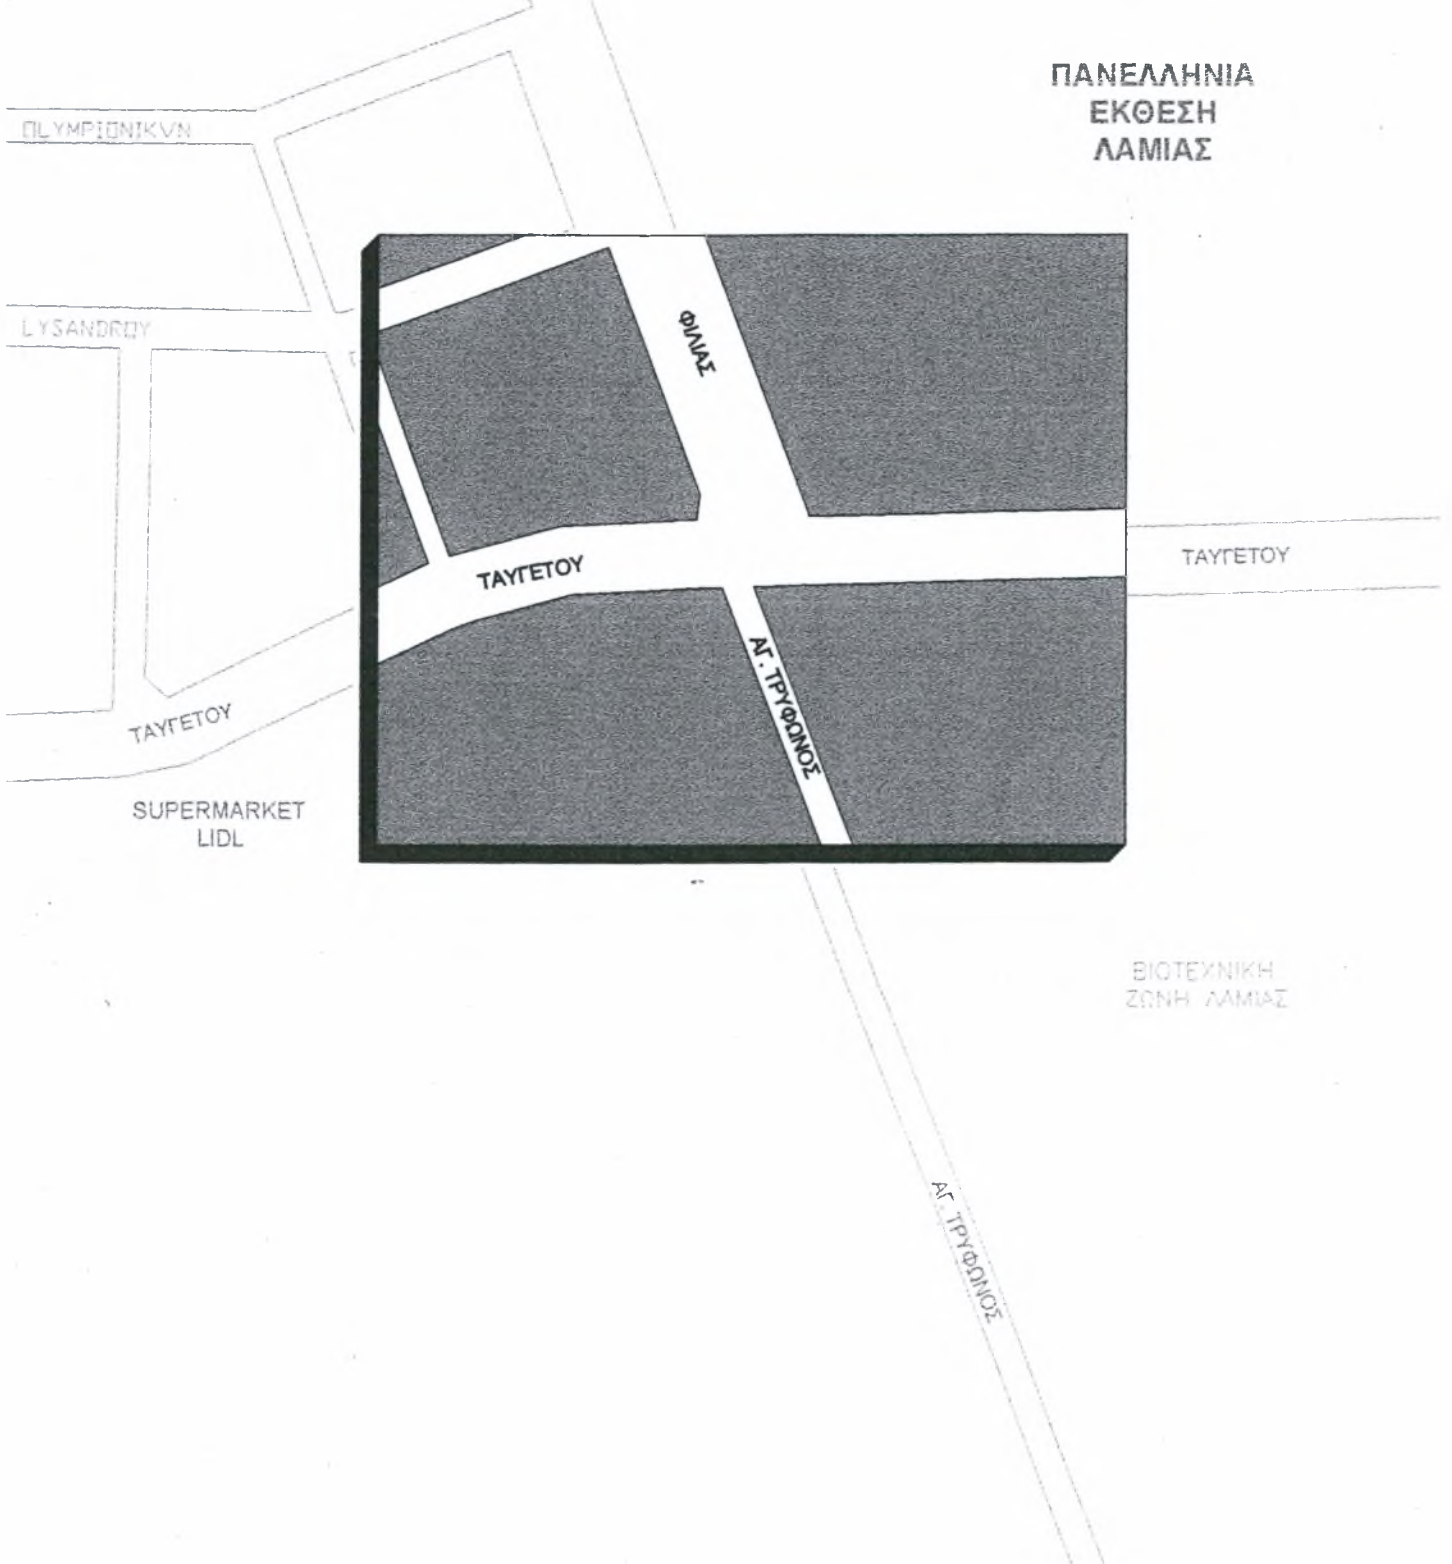 ΠΑΝΕΛΛΗΝΙΑ
ΕΚΘΕΣΗ
ΛΑΜΙΑΣ
OLYMPIONIKVN
LYSANDROY
ΦΙΛΙΑΣ
ΤΑΥΓΕΤΟΥ
ΤΑΥΓΕΤΟΥ
ΑΓ. ΤΡΥΦΩΝΟΣ
ΤΑΥΓΕΤΟΥ
SUPERMARKET
LIDL
ΒΙΟΤΕΧΝΙΚΗ
ΖΩΝΗ ΛΑΜΙΑΣ
ΑΓ. ΤΡΥΦΩΝΟΣ